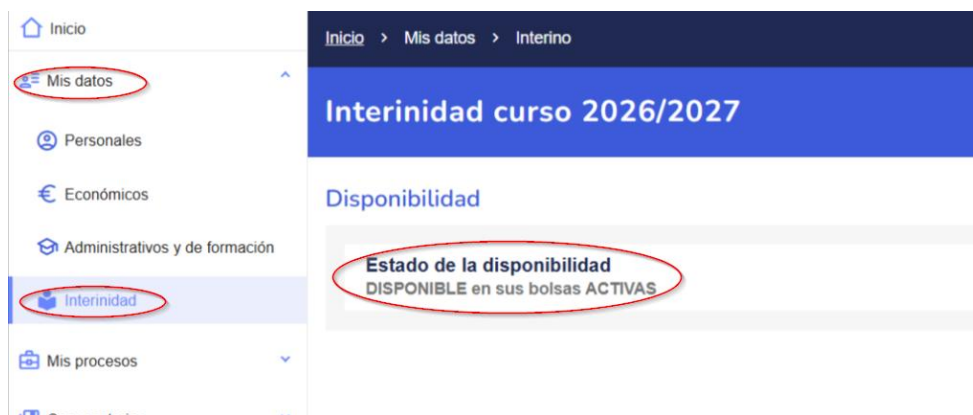 Inicio
Mis datos
Personales
Económicos
Administrativos y de formación
Interinidad
Mis procesos
Inicio > Mis datos > Interino
Interinidad curso 2026/2027
Disponibilidad
Estado de la disponibilidad
DISPONIBLE en sus bolsas ACTIVAS